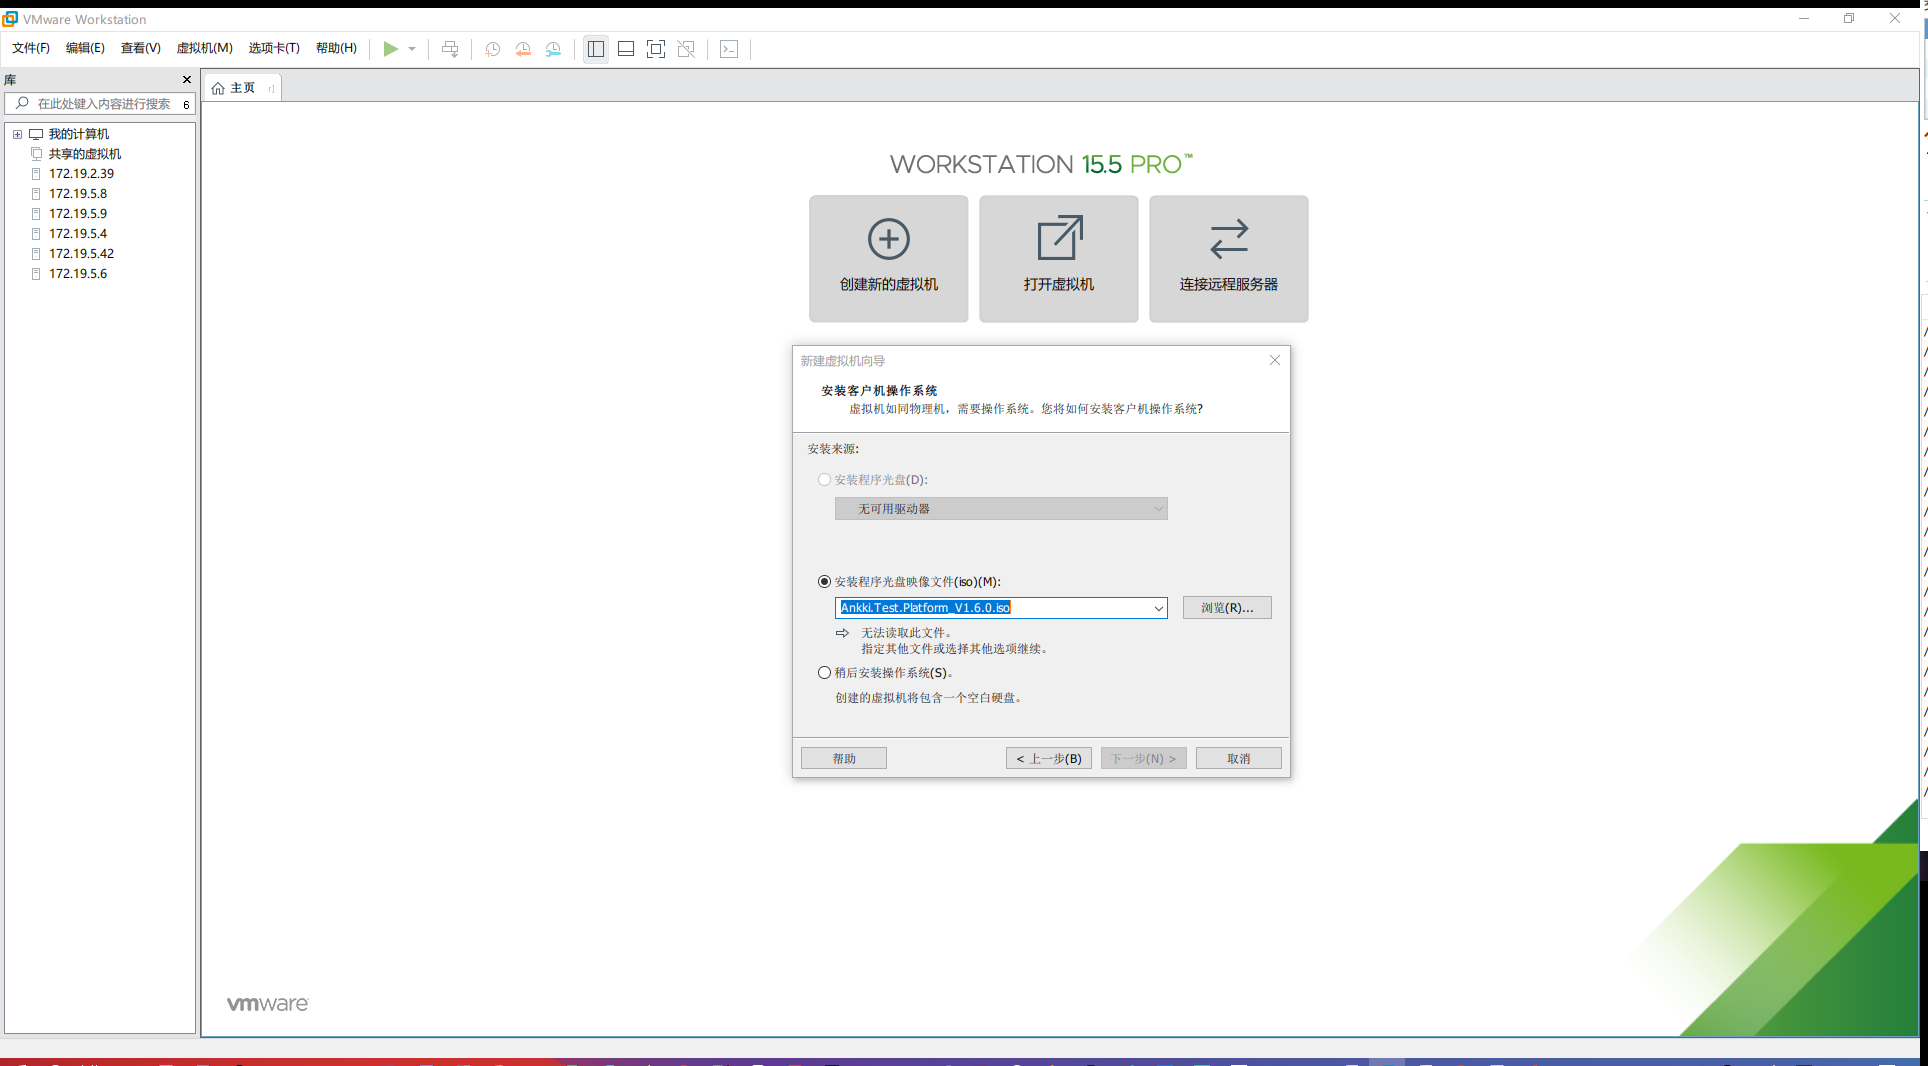 VMware Workstation
文件(F) 编辑(E) 查看(V) 虚拟机(M) 选项卡(T) 帮助(H)
库
在此处键入内容进行搜索 6
我的计算机
共享的虚拟机
172.19.2.39
172.19.5.8
172.19.5.9
172.19.5.4
172.19.5.42
172.19.5.6
主页
WORKSTATION 15.5 PRO™
创建新的虚拟机 打开虚拟机 连接远程服务器
新建虚拟机向导
安装客户机操作系统
虚拟机如同物理机，需要操作系统。您将如何安装客户机操作系统?
安装来源:
安装程序光盘(D):
无可用驱动器
安装程序光盘映像文件(iso)(M):
Ankki.Test.Platform_V1.6.0.iso 浏览(R)...
无法读取此文件。
指定其他文件或选择其他选项继续。
稍后安装操作系统(S)。
创建的虚拟机将包含一个空白硬盘。
帮助 < 上一步(B) 下一步(N) > 取消
vmware